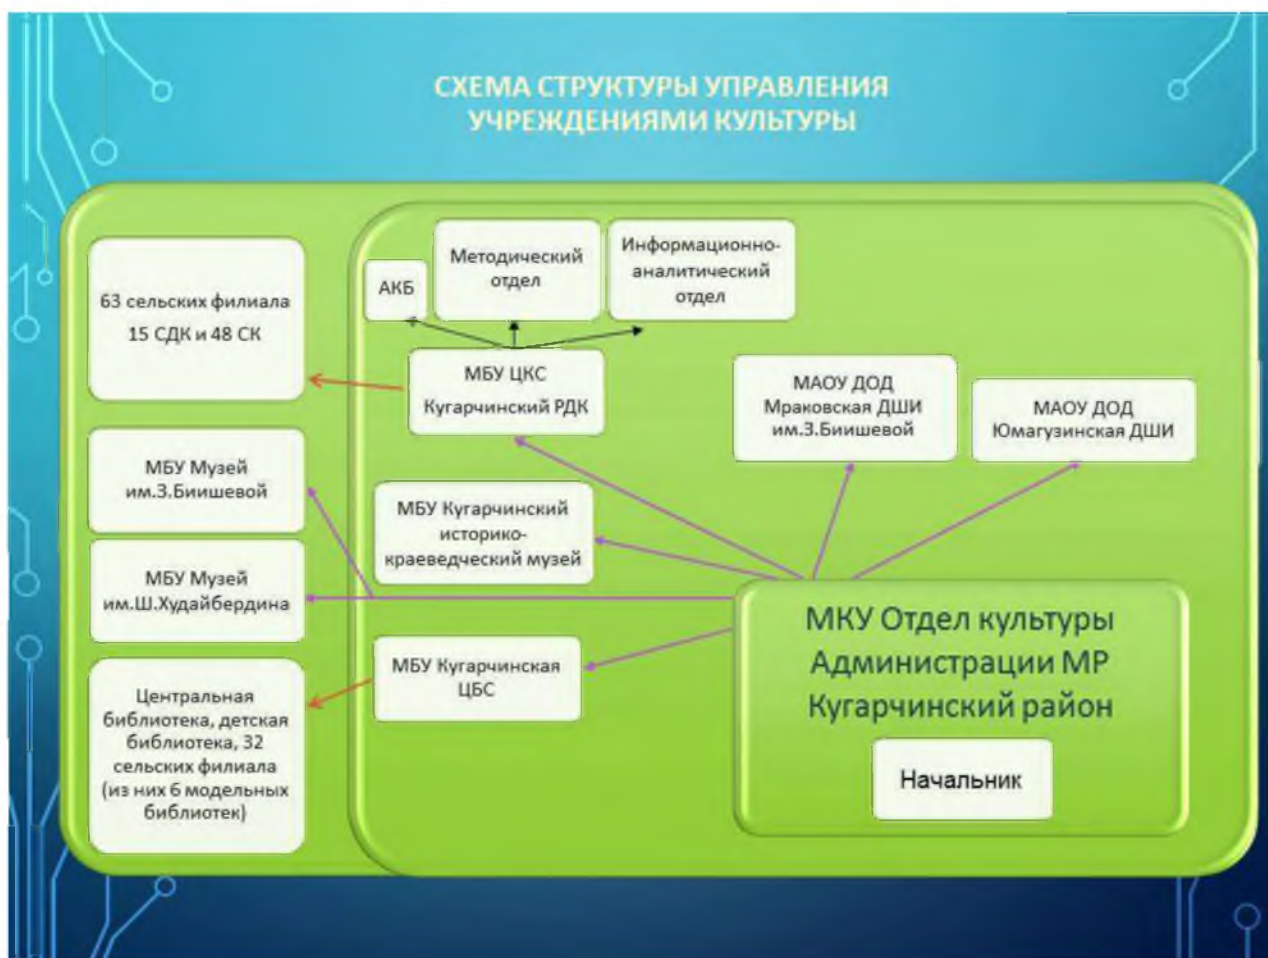 СХЕМА СТРУКТУРЫ УПРАВЛЕНИЯ
УЧРЕЖДЕНИЯМИ КУЛЬТУРЫ
63 сельских филиала
15 СДК и 48 СК
АКБ
Методический
отдел
Информационно-
аналитический
отдел
МБУ ЦКС
Кугарчинский РДК
МАОУ ДОД
Мраковская ДШИ
им.З.Биишевой
МАОУ ДОД
Юмагузинская ДШИ
МБУ Музей
им.З.Биишевой
МБУ Кугарчинский
историко-
краеведческий музей
МБУ Музей
им.Ш.Худайбердина
МБУ Кугарчинская
ЦБС
Центральная
библиотека, детская
библиотека, 32
сельских филиала
(из них 6 модельных
библиотек)
МКУ Отдел культуры
Администрации МР
Кугарчинский район
Начальник